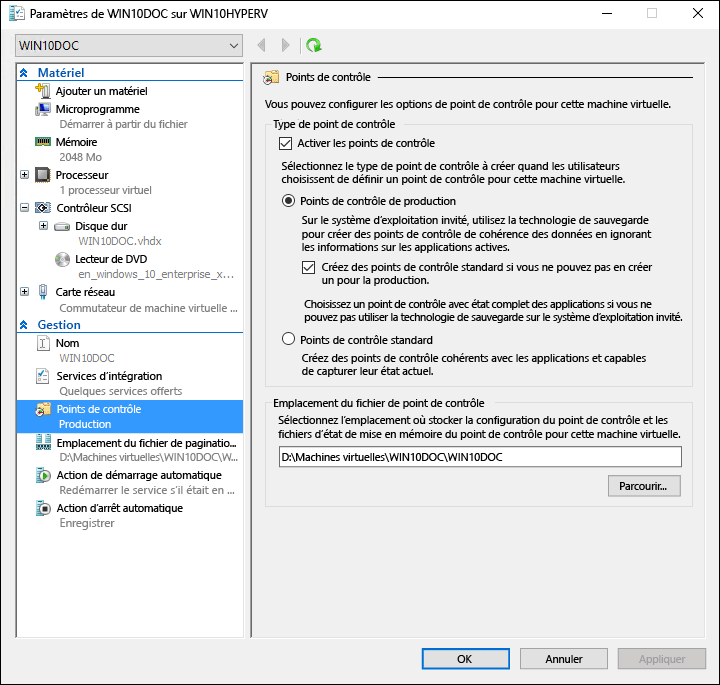 Paramètres de WIN10DOC sur WIN10HYPERV
WIN10DOC
Matériel
Ajouter un matériel
Microprogramme
Démarrer à partir du fichier
Mémoire
2048 Mo
Processeur
1 processeur virtuel
Contrôleur SCSI
Disque dur
WIN10DOC.vhdx
Lecteur de DVD
en_windows_10_enterprise_x...
Carte réseau
Commutateur de machine virtuelle ...
Gestion
Nom
WIN10DOC
Services d'intégration
Quelques services offerts
Points de contrôle
Production
Emplacement du fichier de paginatio...
D:\Machines virtuelles\WIN10DOC\W...
Action de démarrage automatique
Redémarrer le service s'il était en ...
Action d'arrêt automatique
Enregistrer
Points de contrôle
Vous pouvez configurer les options de point de contrôle pour cette machine virtuelle.
Type de point de contrôle
Activer les points de contrôle
Sélectionnez le type de point de contrôle à créer quand les utilisateurs
choisissent de définir un point de contrôle pour cette machine virtuelle.
Points de contrôle de production
Sur le système d'exploitation invité, utilisez la technologie de sauvegarde
pour créer des points de contrôle de cohérence des données en ignorant
les informations sur les applications actives.
Créez des points de contrôle standard si vous ne pouvez pas en créer
un pour la production.
Choisissez un point de contrôle avec état complet des applications si vous ne
pouvez pas utiliser la technologie de sauvegarde sur le système d'exploitation invité.
Points de contrôle standard
Créez des points de contrôle cohérents avec les applications et capables
de capturer leur état actuel.
Emplacement du fichier de point de contrôle
Sélectionnez l'emplacement où stocker la configuration du point de contrôle et les
fichiers d'état de mise en mémoire du point de contrôle pour cette machine virtuelle.
D:\Machines virtuelles\WIN10DOC\WIN10DOC
Parcourir...
OK
Annuler
Appliquer